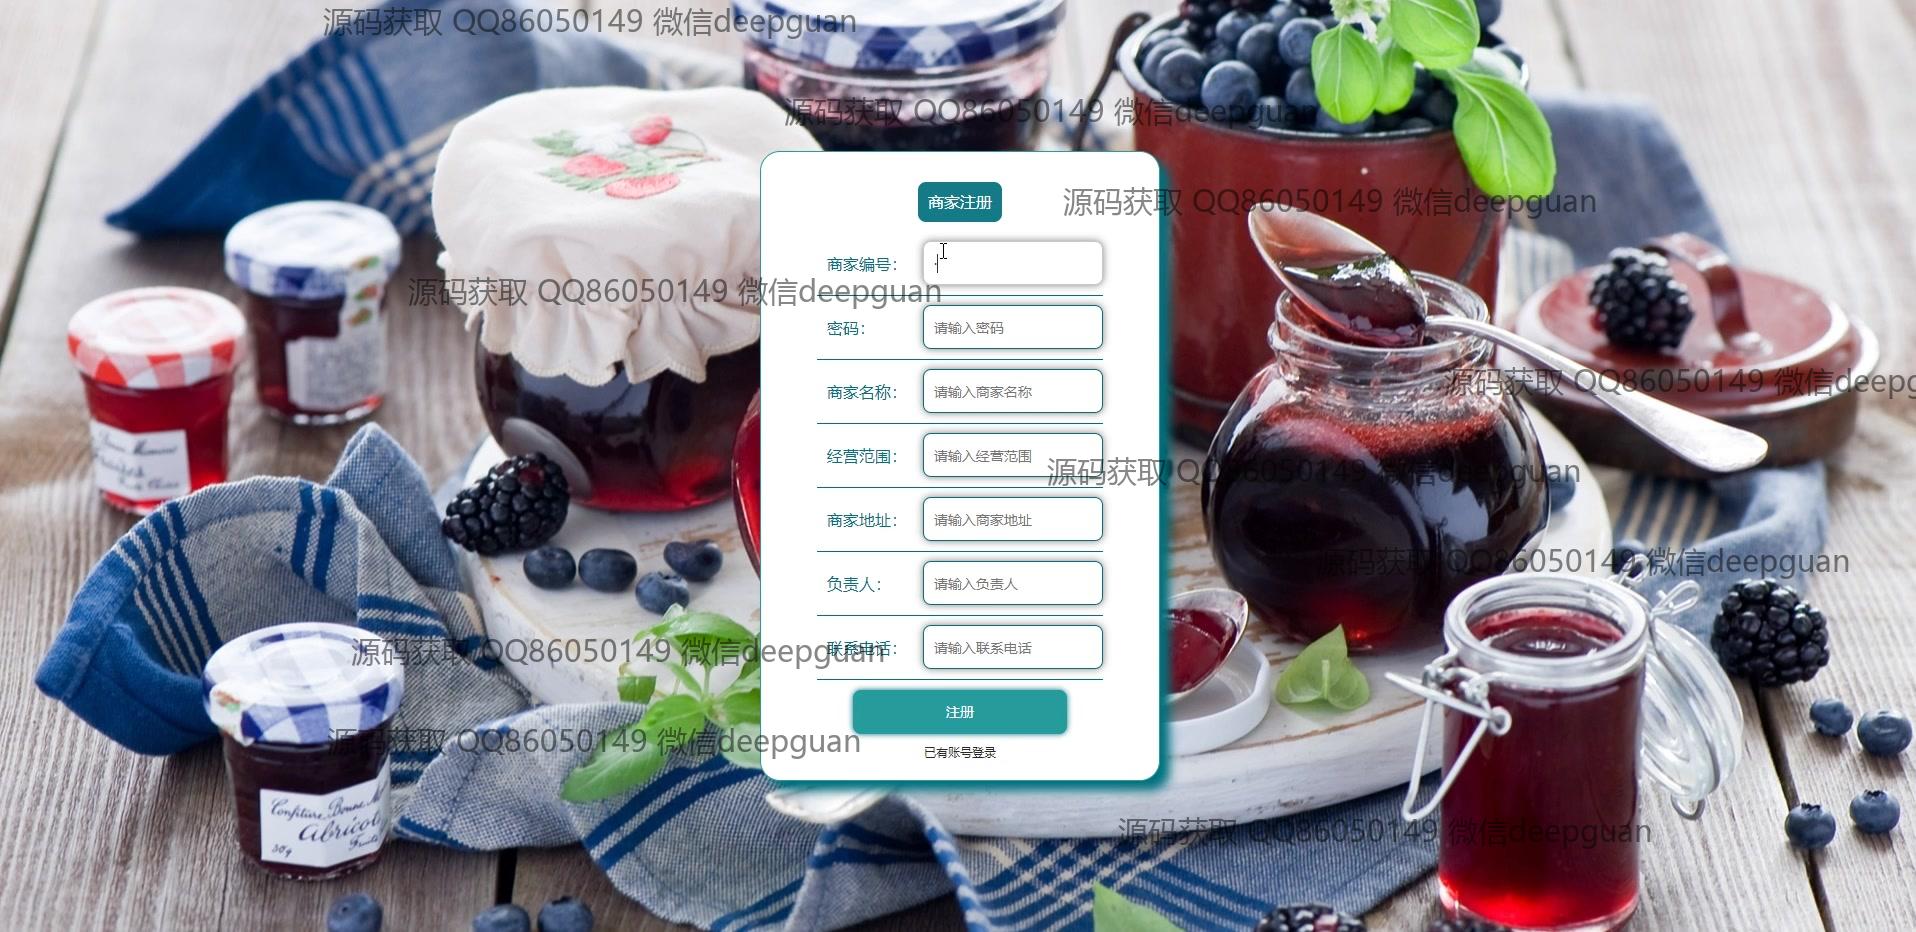 源码获取 QQ86050149 微信deepguan
源码获取 QQ86050149 微信deepguan
商家注册
源码获取 QQ86050149 微信deepguan
商家编号：
源码获取 QQ86050149 微信deepguan
密码： 请输入密码
商家名称： 请输入商家名称
源码获取 QQ86050149 微信deepg
经营范围： 请输入经营范围
源码获取 QQ86050149 微信deepguan
商家地址： 请输入商家地址
源码获取 QQ86050149 微信deepguan
负责人： 请输入负责人
联系电话： 请输入联系电话
源码获取 QQ86050149 微信deepguan
注册
源码获取 QQ86050149 微信deepguan
已有账号登录
Confiture Bonne M
abricot
30g
源码获取 QQ86050149 微信deepguan